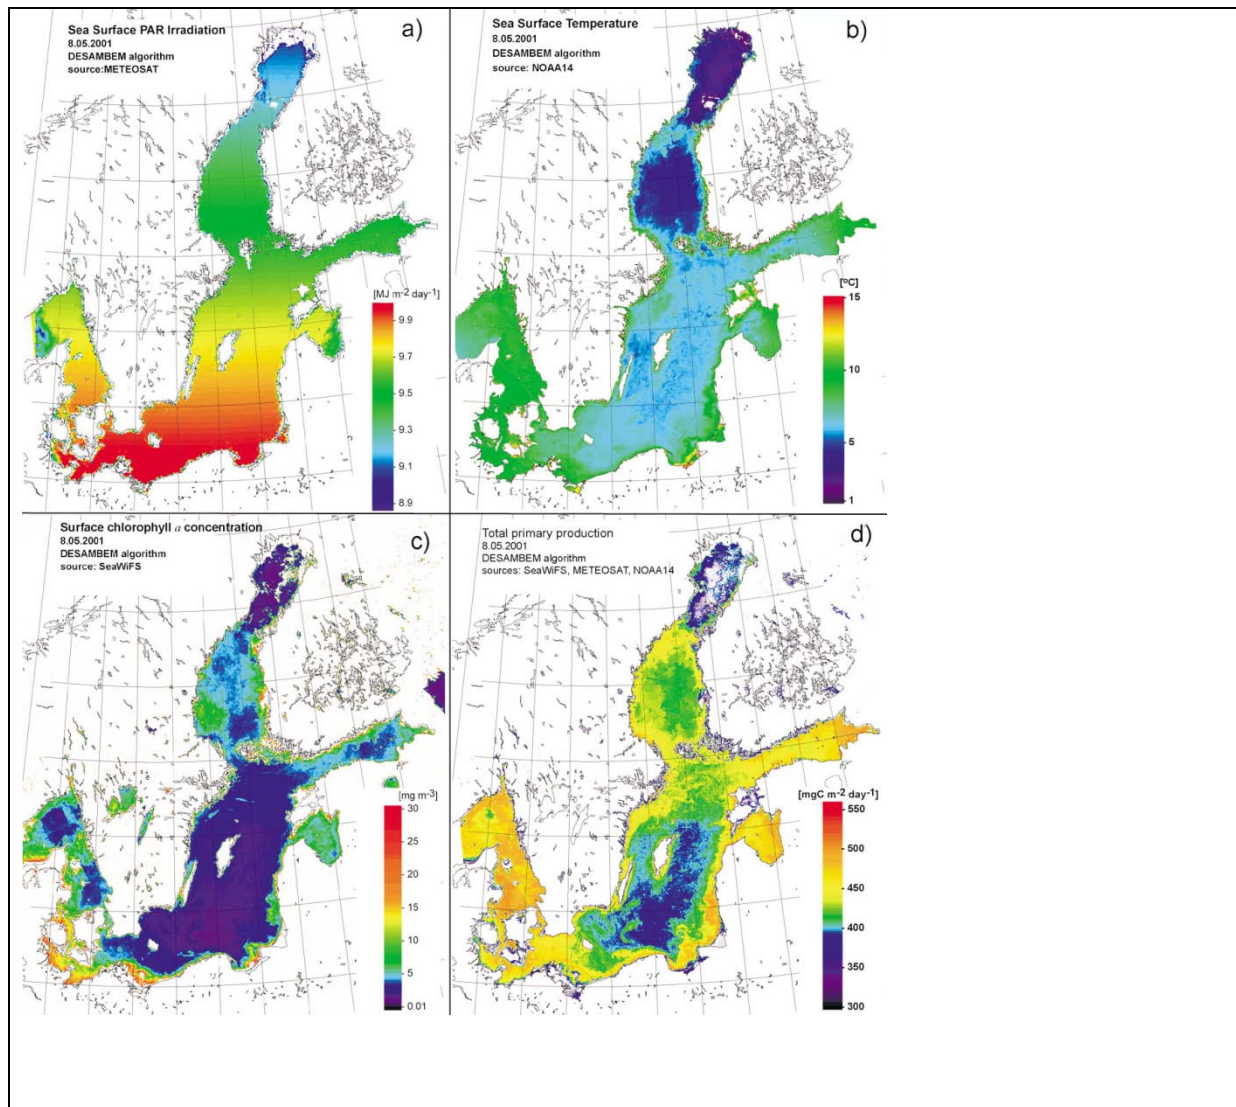 Sea Surface PAR Irradiation
8.05.2001
DESAMBEM algorithm
source:METEOSAT
a)
[MJ m-2 day-1]
9.9
9.7
9.5
9.3
9.1
8.9
Sea Surface Temperature
8.05.2001
DESAMBEM algorithm
source: NOAA14
b)
[ºC]
15
10
5
1
Surface chlorophyll a concentration
8.05.2001
DESAMBEM algorithm
source: SeaWiFS
c)
[mg m-3]
30
25
20
15
10
5
0.01
Total primary production
8.05.2001
DESAMBEM algorithm
sources: SeaWiFS, METEOSAT, NOAA14
d)
[mgC m-2 day-1]
550
500
450
400
350
300